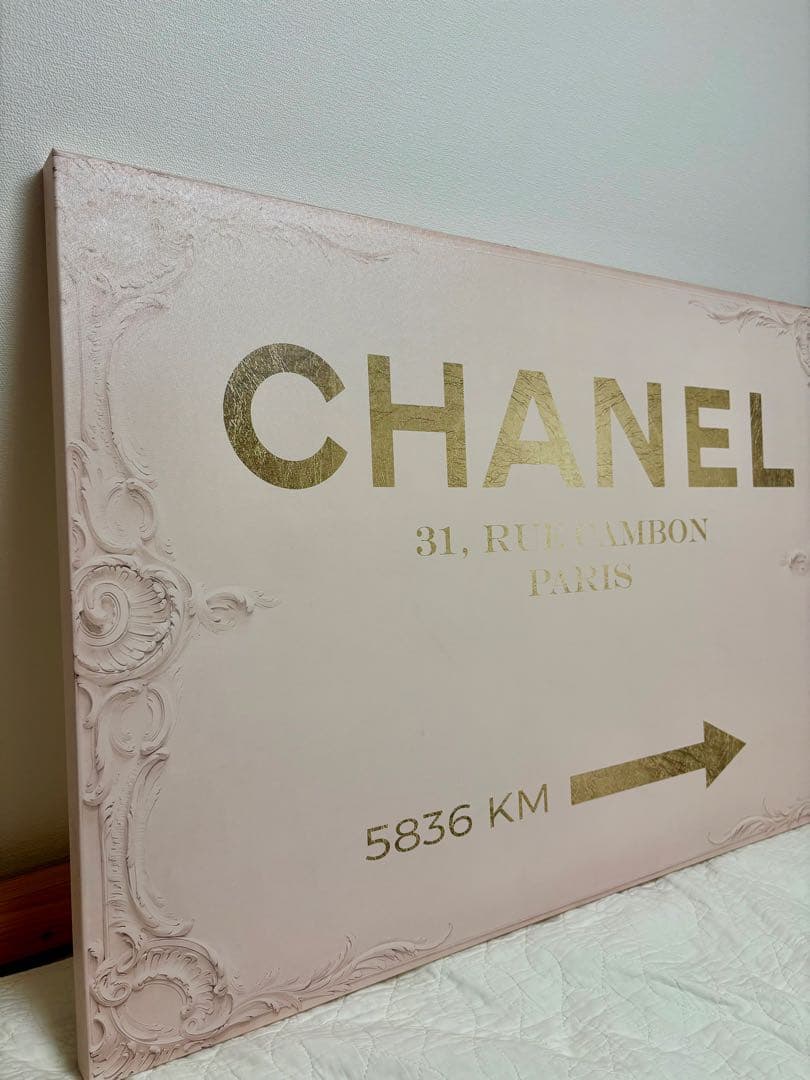 CHANEL
31, RUE CAMBON
PARIS
5836 KM